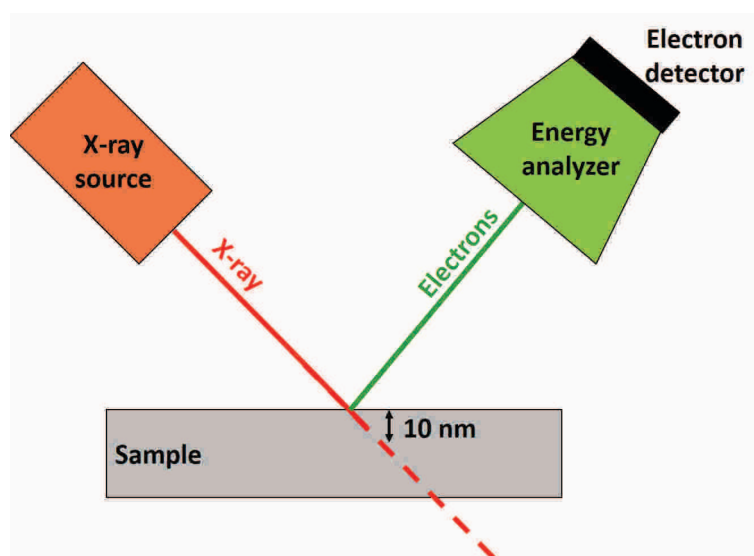 Electron
detector
X-ray
source
Energy
analyzer
X-ray
Electrons
10 nm
Sample